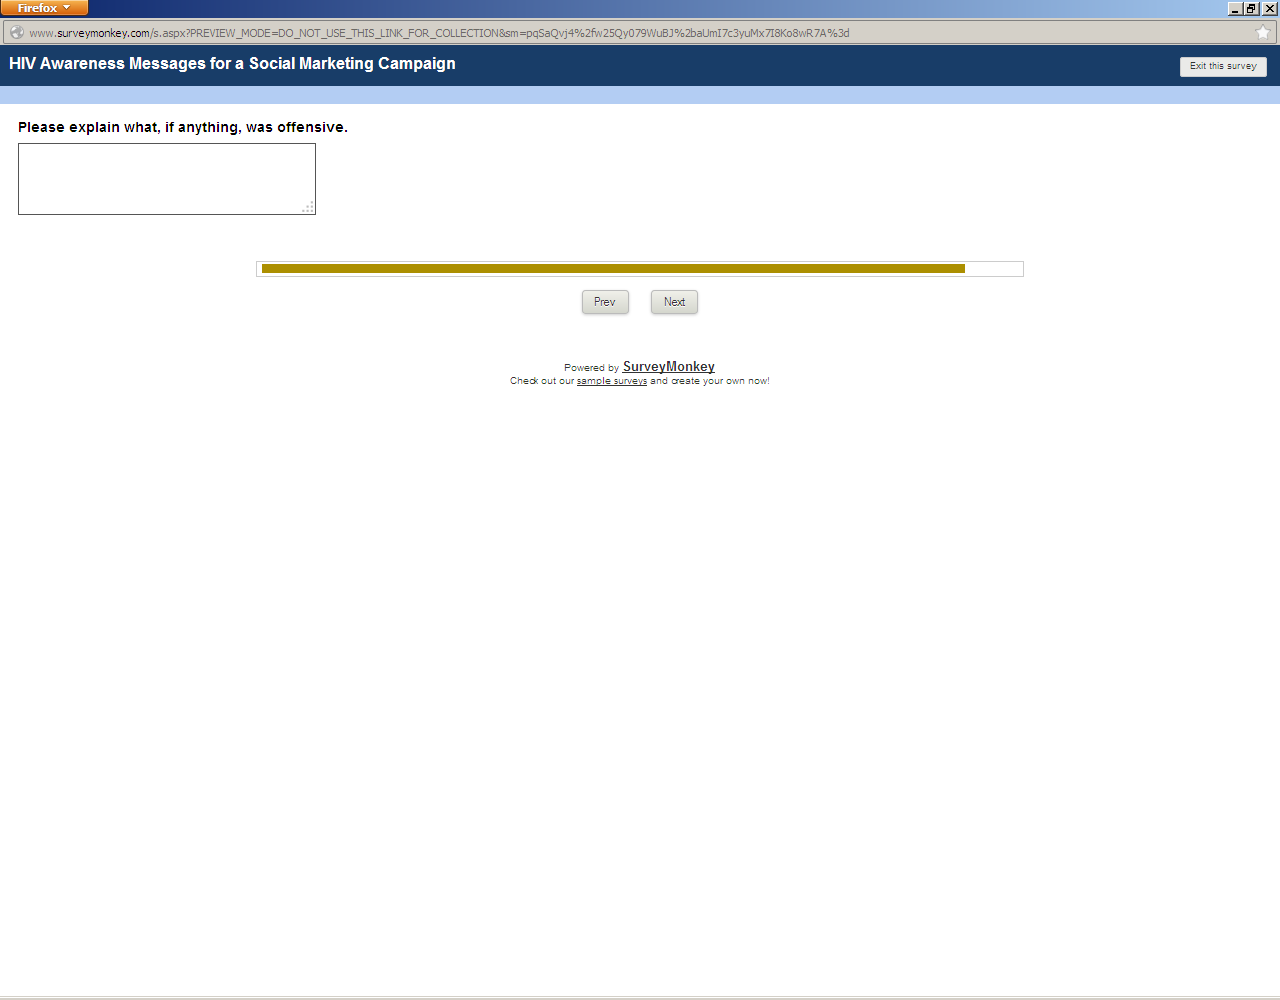 Firefox
www.surveymonkey.com/s.aspx?PREVIEW_MODE=DO_NOT_USE_THIS_LINK_FOR_COLLECTION&sm=pqSaQvj4%2fw25Qy079WuBJ%2baUmI7c3yuMx7I8Ko8wR7A%3d
HIV Awareness Messages for a Social Marketing Campaign
Exit this survey
Please explain what, if anything, was offensive.
Prev Next
Powered by SurveyMonkey
Check out our sample surveys and create your own now!